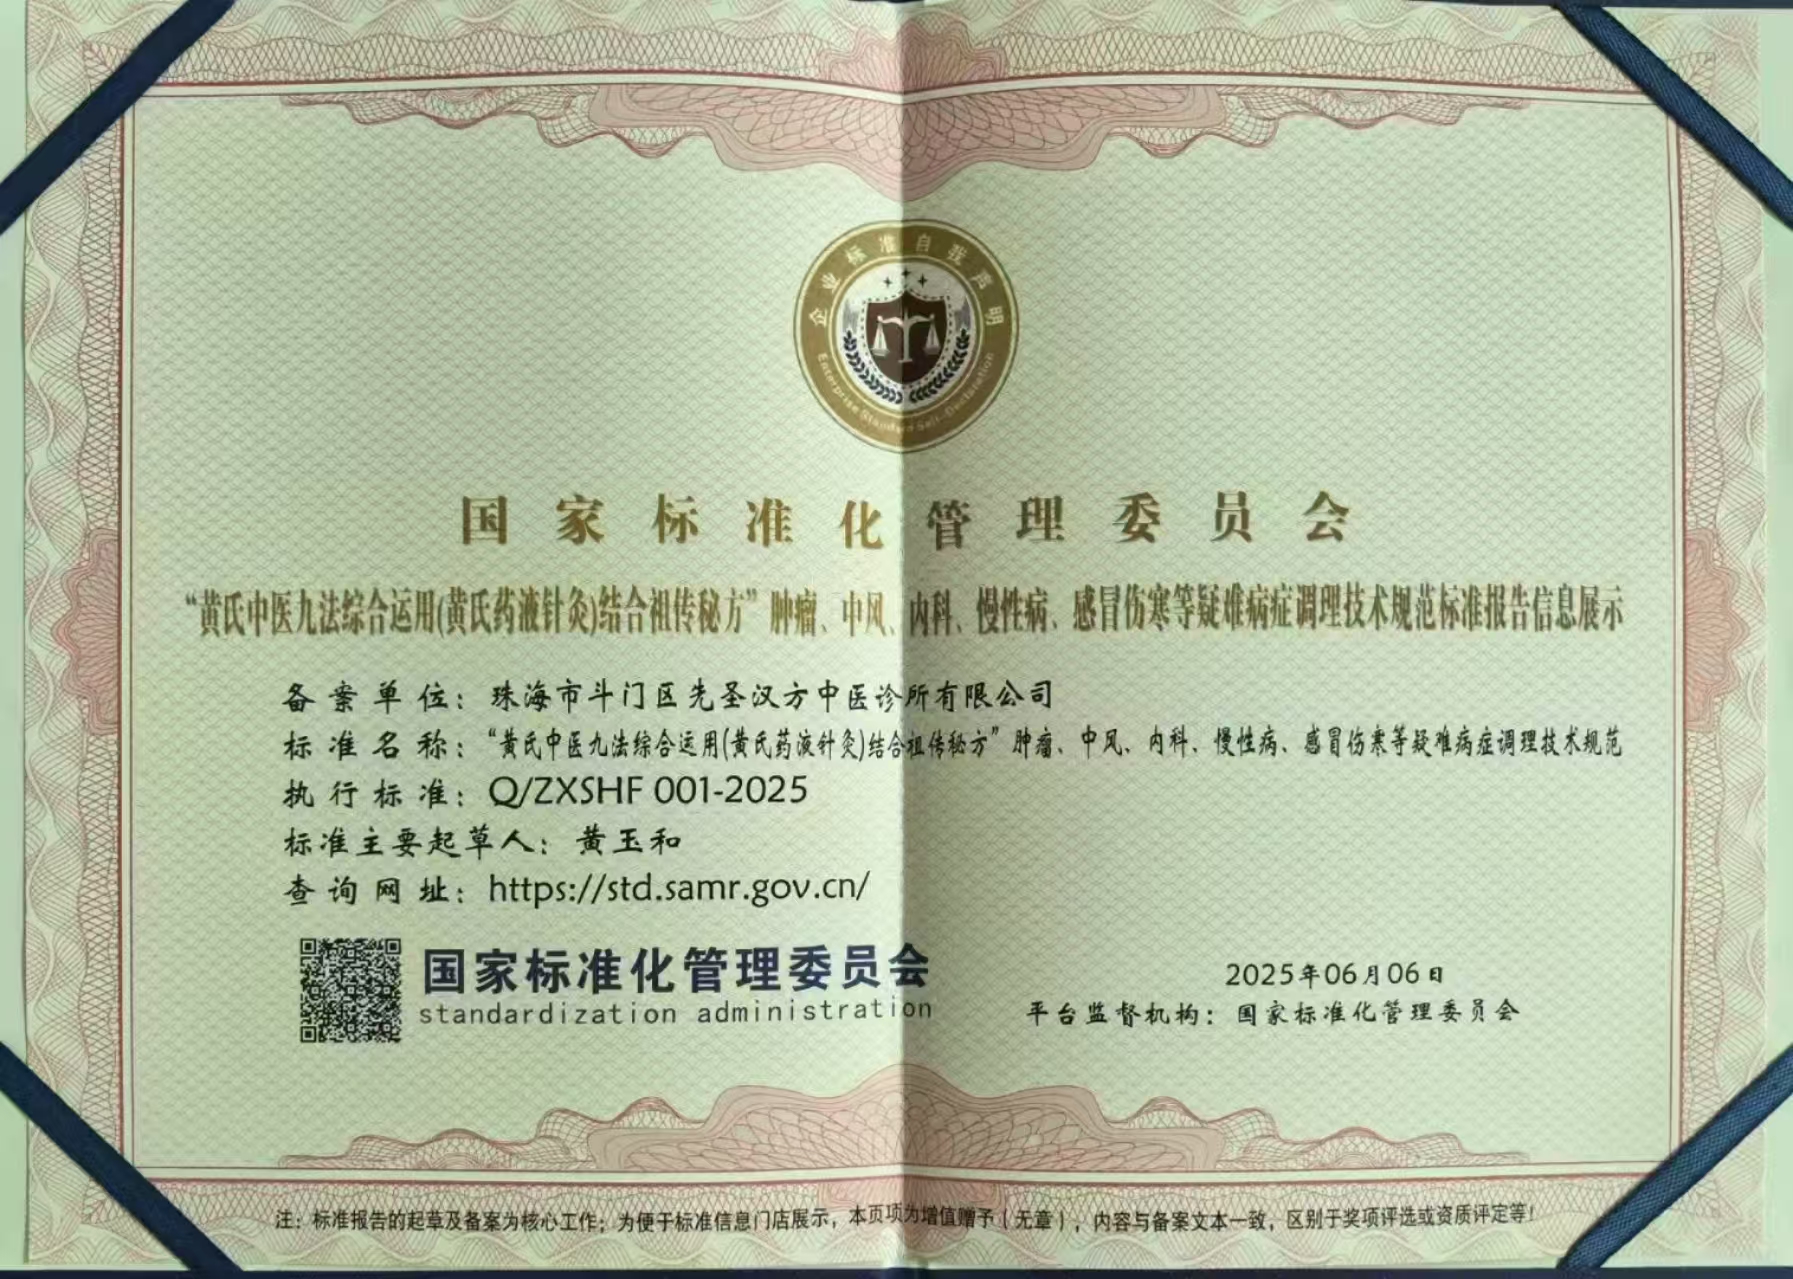 企业标准自我声明
Enterprise Standard Self-Declaration
国家标准化管理委员会
“黄氏中医九法综合运用(黄氏药液针灸)结合祖传秘方”肿瘤、中风、内科、慢性病、感冒伤寒等疑难病症调理技术规范标准报告信息展示
备案单位：珠海市斗门区先圣汉方中医诊所有限公司
标准名称：“黄氏中医九法综合运用(黄氏药液针灸)结合祖传秘方”肿瘤、中风、内科、慢性病、感冒伤寒等疑难病症调理技术规范
执行标准：Q/ZXSHF 001-2025
标准主要起草人：黄玉和
查询网址：https://std.samr.gov.cn/
国家标准化管理委员会
standardization administration
2025年06月06日
平台监督机构：国家标准化管理委员会
注：标准报告的起草及备案为核心工作；为便于标准信息门店展示，本页项为增值赠予（无章），内容与备案文本一致，区别于奖项评选或资质评定等！